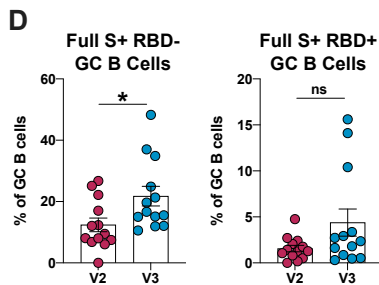 D
Full S+ RBD-
GC B Cells
% of GC B cells
60
40
20
0
*
V2
V3
Full S+ RBD+
GC B Cells
% of GC B cells
20
15
10
5
0
ns
V2
V3